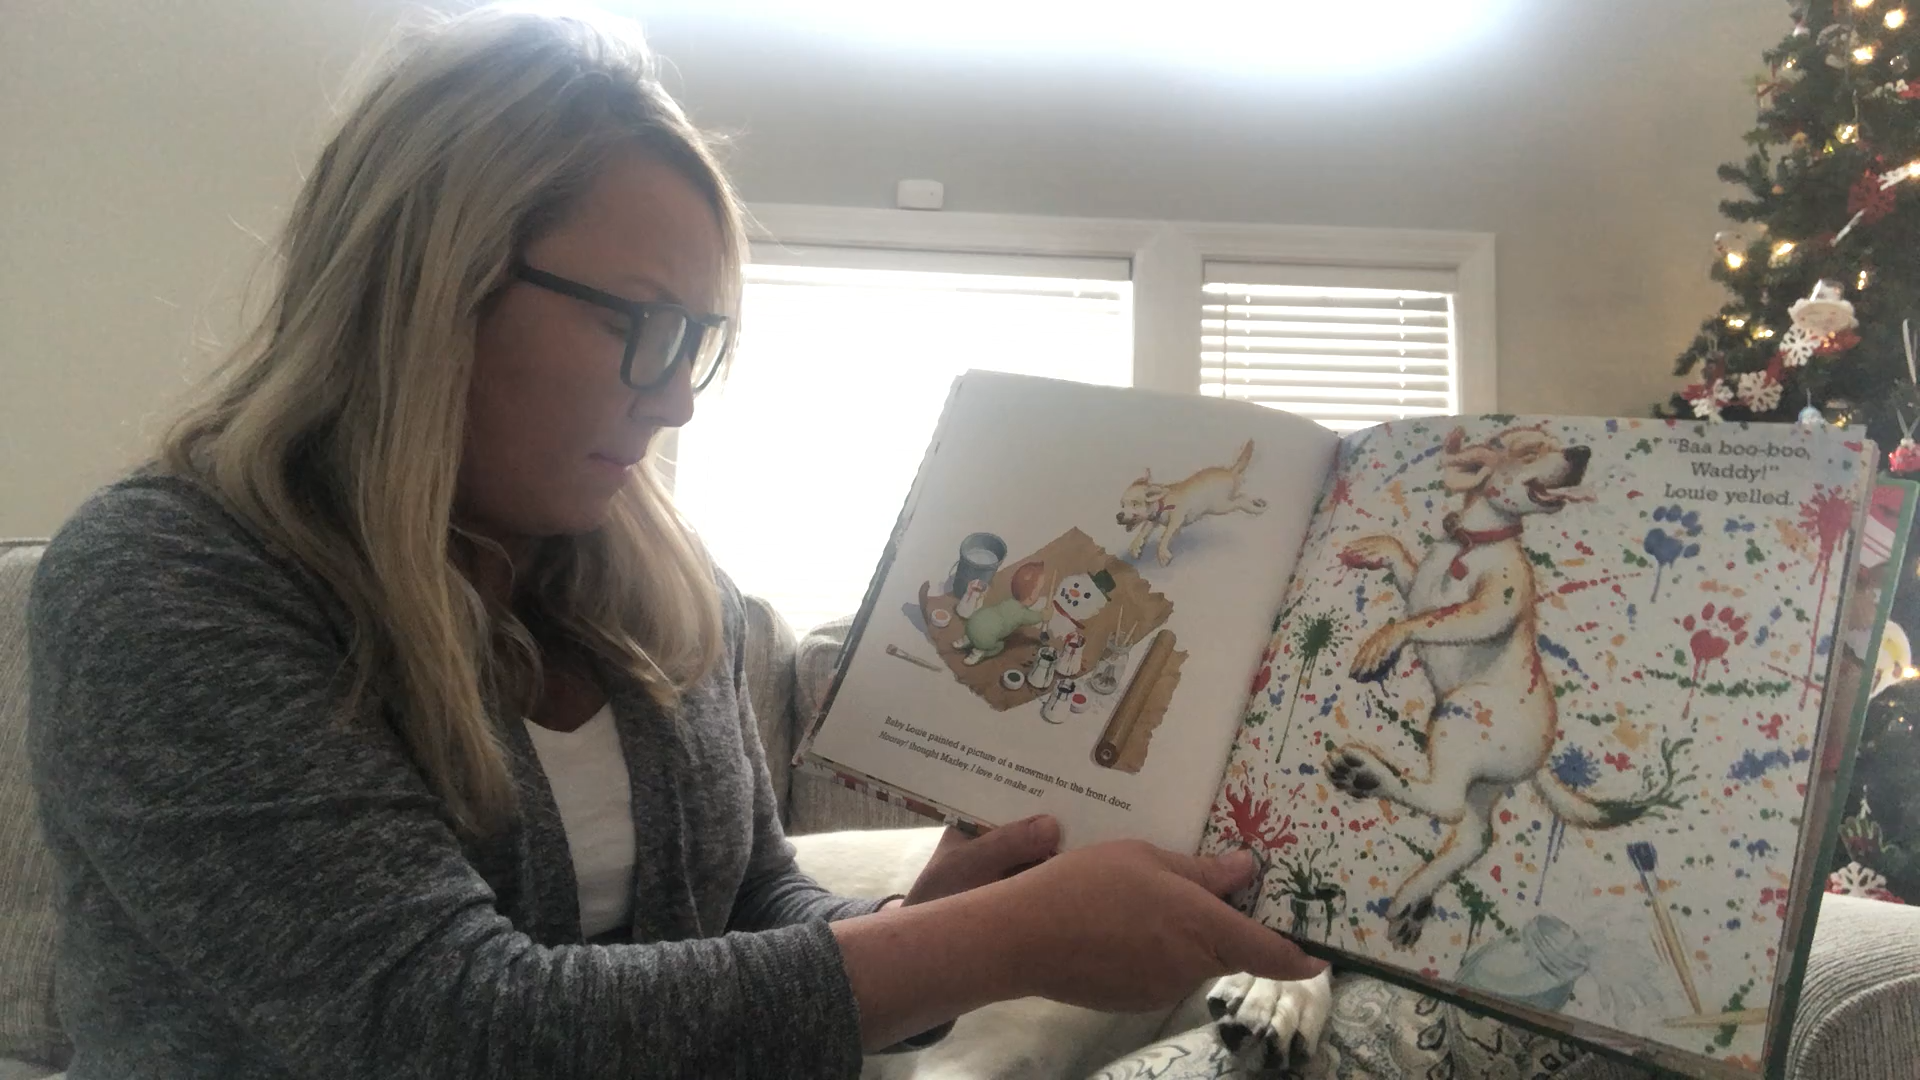 Baby Louie painted a picture of a snowman for the front door.
Hooray! thought Marley. I love to make art!
"Baa boo-boo,
Waddy!"
Louie yelled.